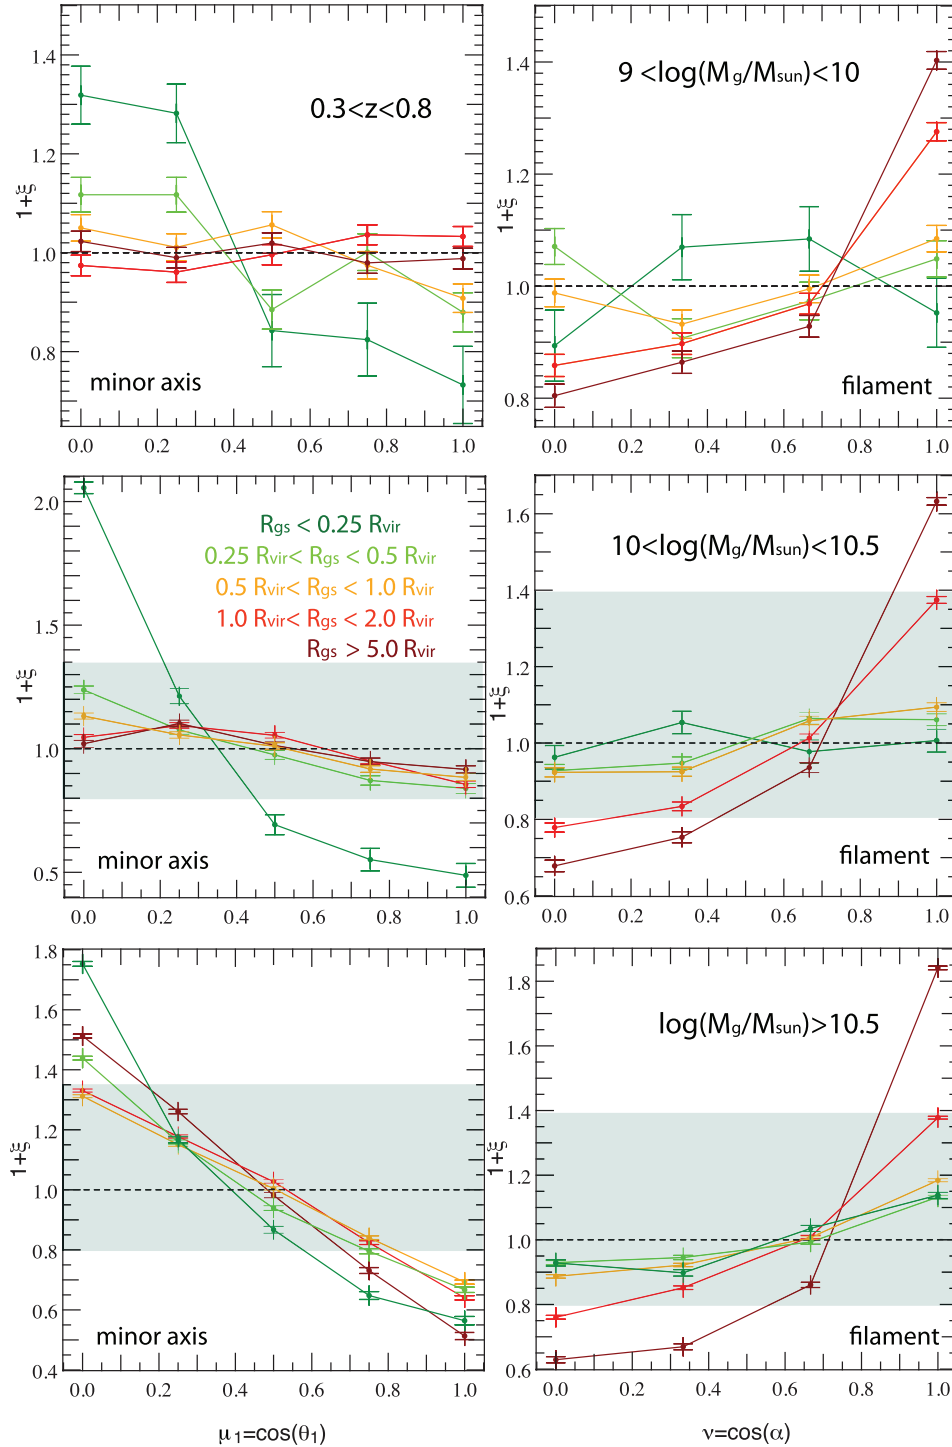 1.4
1.2
1.0
0.8
1+ξ
0.3<z<0.8
minor axis
0.0 0.2 0.4 0.6 0.8 1.0
1.4
1.2
1.0
0.8
1+ξ
9 <log(Mg/Msun)<10
filament
0.0 0.2 0.4 0.6 0.8 1.0
2.0
1.5
1.0
0.5
1+ξ
Rgs < 0.25 Rvir
0.25 Rvir< Rgs < 0.5 Rvir
0.5 Rvir< Rgs < 1.0 Rvir
1.0 Rvir< Rgs < 2.0 Rvir
Rgs > 5.0 Rvir
minor axis
0.0 0.2 0.4 0.6 0.8 1.0
1.6
1.4
1.2
1.0
0.8
0.6
1+ξ
10<log(Mg/Msun)<10.5
filament
0.0 0.2 0.4 0.6 0.8 1.0
1.8
1.6
1.4
1.2
1.0
0.8
0.6
0.4
1+ξ
minor axis
0.0 0.2 0.4 0.6 0.8 1.0
μ1=cos(θ1)
1.8
1.6
1.4
1.2
1.0
0.8
0.6
1+ξ
log(Mg/Msun)>10.5
filament
0.0 0.2 0.4 0.6 0.8 1.0
ν=cos(α)